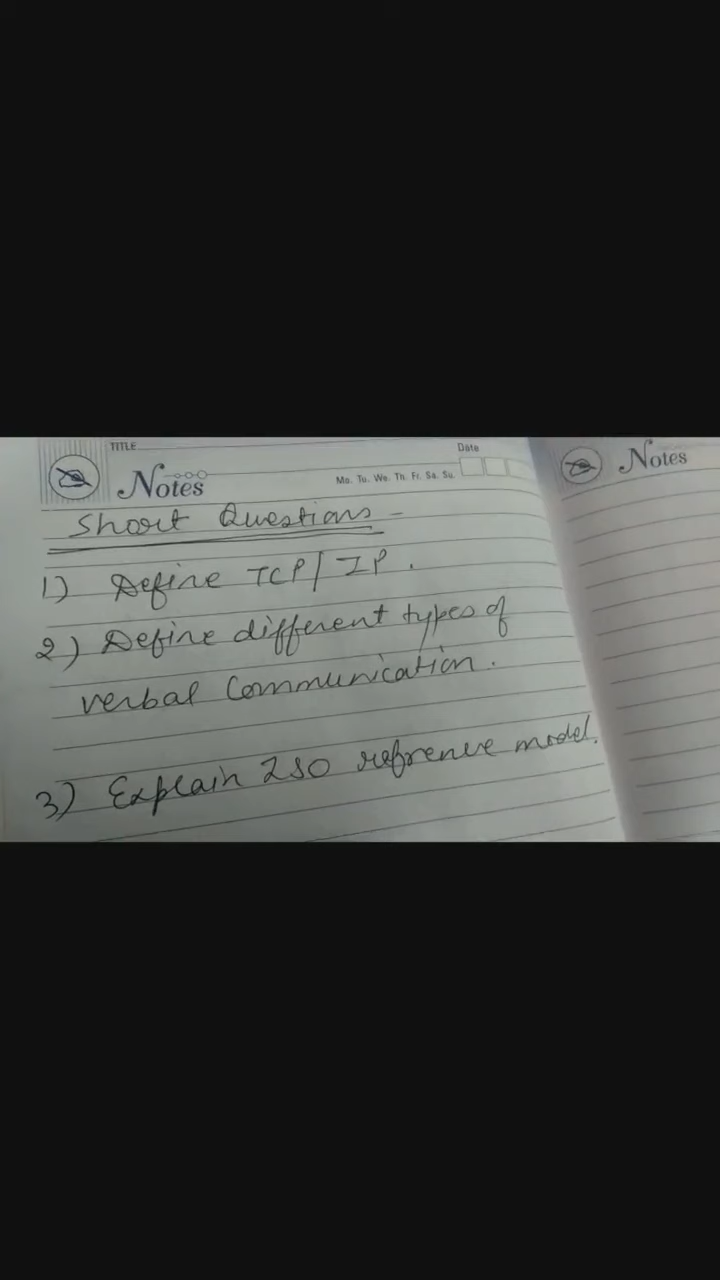 TITLE
Date
Notes
Mo. Tu. We. Th. Fr. Sa. Su.
Notes
Short Questions -
1) Define TCP/IP.
2) Define different types of
verbal Communication.
3) Explain ISO refrence model.